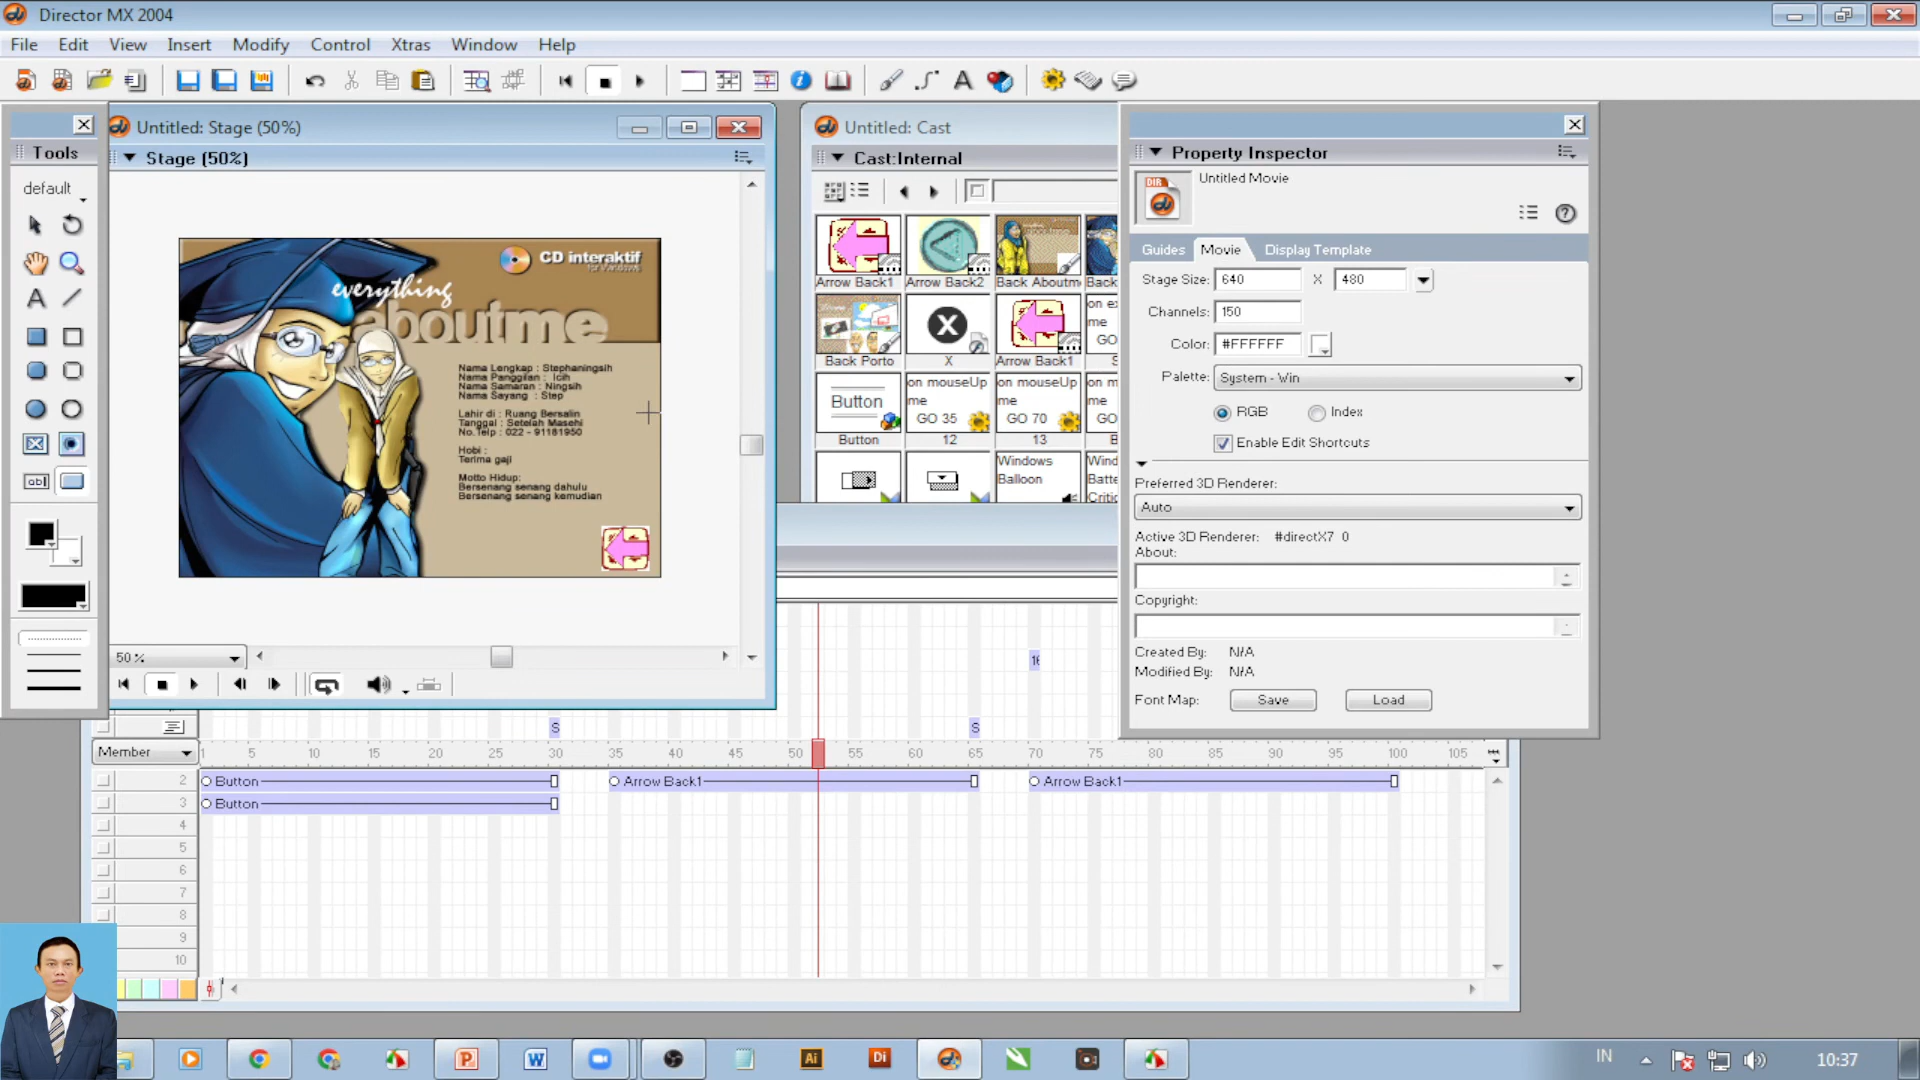 Director MX 2004
File Edit View Insert Modify Control Xtras Window Help
Tools
default
Untitled: Stage (50%)
Stage (50%)
CD interaktif
for Windows
everything
aboutme
Nama Lengkap : Stephaningsih
Nama Panggilan : Icih
Nama Samaran : Ningsih
Nama Sayang : Step
Lahir di : Ruang Bersalin
Tanggal : Setelah Masehi
No.Telp : 022 - 91181950
Hobi :
Terima gaji
Motto Hidup:
Bersenang senang dahulu
Bersenang senang kemudian
50%
Untitled: Cast
Cast:Internal
Arrow Back1 Arrow Back2 Back Aboutm
Back Porto X Arrow Back1
on mouseUp me GO 35
on mouseUp me GO 70
on m me
Button
Button 12 13
Windows Balloon
Property Inspector
Untitled Movie
Guides Movie Display Template
Stage Size: 640 X 480
Channels: 150
Color: #FFFFFF
Palette: System - Win
RGB Index
Enable Edit Shortcuts
Preferred 3D Renderer:
Auto
Active 3D Renderer: #directX7 0
About:
Copyright:
Created By: N/A
Modified By: N/A
Font Map: Save Load
S S
Member 1 5 10 15 20 25 30 35 40 45 50 55 60 65 70 75 80 85 90 95 100 105
2 Button Arrow Back1 Arrow Back1
3 Button
4
5
6
7
8
9
10
IN 10:37